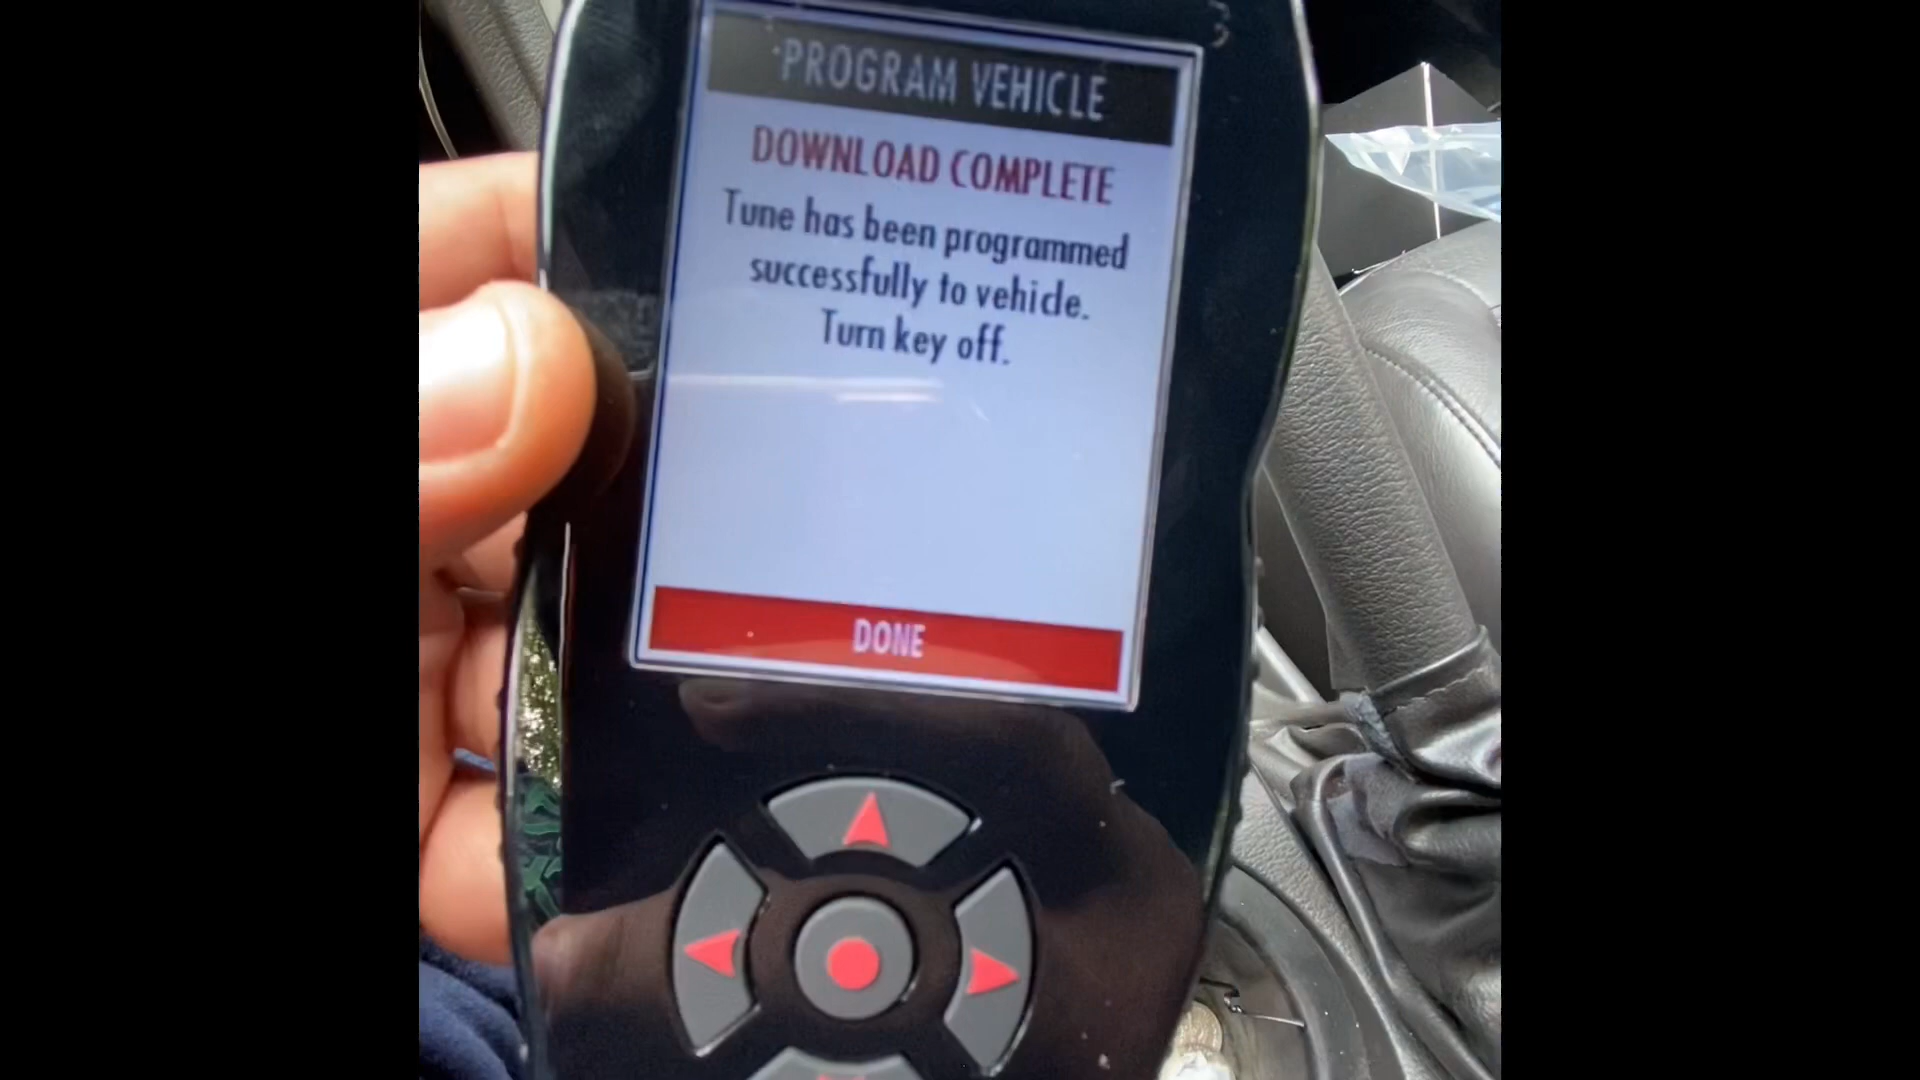 PROGRAM VEHICLE
DOWNLOAD COMPLETE
Tune has been programmed
successfully to vehicle.
Turn key off.
DONE